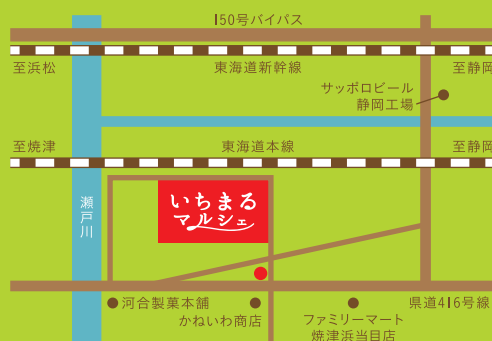 150号バイパス
至浜松
東海道新幹線
至静岡
サッポロビール
静岡工場
至焼津
東海道本線
至静岡
瀬戸川
いちまる
マルシェ
河合製菓本舗
かねいわ商店
ファミリーマート
焼津浜当目店
県道416号線